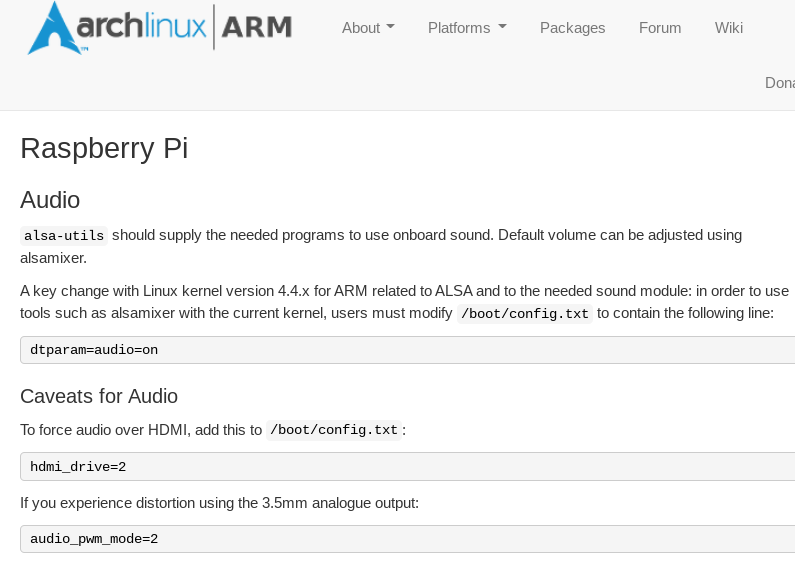 archlinux™ | ARM
About Platforms Packages Forum Wiki
Raspberry Pi
Audio
alsa-utils should supply the needed programs to use onboard sound. Default volume can be adjusted using
alsamixer.
A key change with Linux kernel version 4.4.x for ARM related to ALSA and to the needed sound module: in order to use
tools such as alsamixer with the current kernel, users must modify /boot/config.txt to contain the following line:
dtparam=audio=on
Caveats for Audio
To force audio over HDMI, add this to /boot/config.txt:
hdmi_drive=2
If you experience distortion using the 3.5mm analogue output:
audio_pwm_mode=2